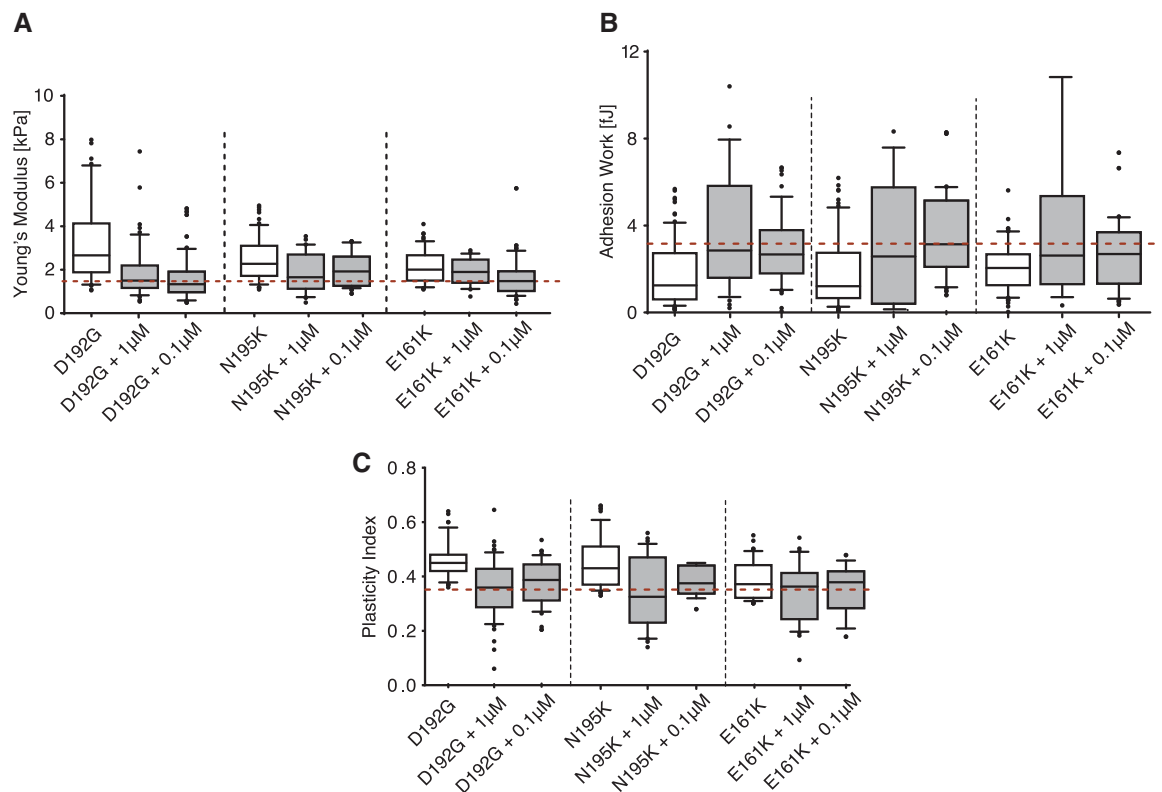 A
Young's Modulus [kPa]
10
8
6
4
2
0
D192G
D192G + 1µM
D192G + 0.1µM
N195K
N195K + 1µM
N195K + 0.1µM
E161K
E161K + 1µM
E161K + 0.1µM
B
Adhesion Work [fJ]
12
8
4
0
D192G
D192G + 1µM
D192G + 0.1µM
N195K
N195K + 1µM
N195K + 0.1µM
E161K
E161K + 1µM
E161K + 0.1µM
C
Plasticity Index
0.8
0.6
0.4
0.2
0.0
D192G
D192G + 1µM
D192G + 0.1µM
N195K
N195K + 1µM
N195K + 0.1µM
E161K
E161K + 1µM
E161K + 0.1µM